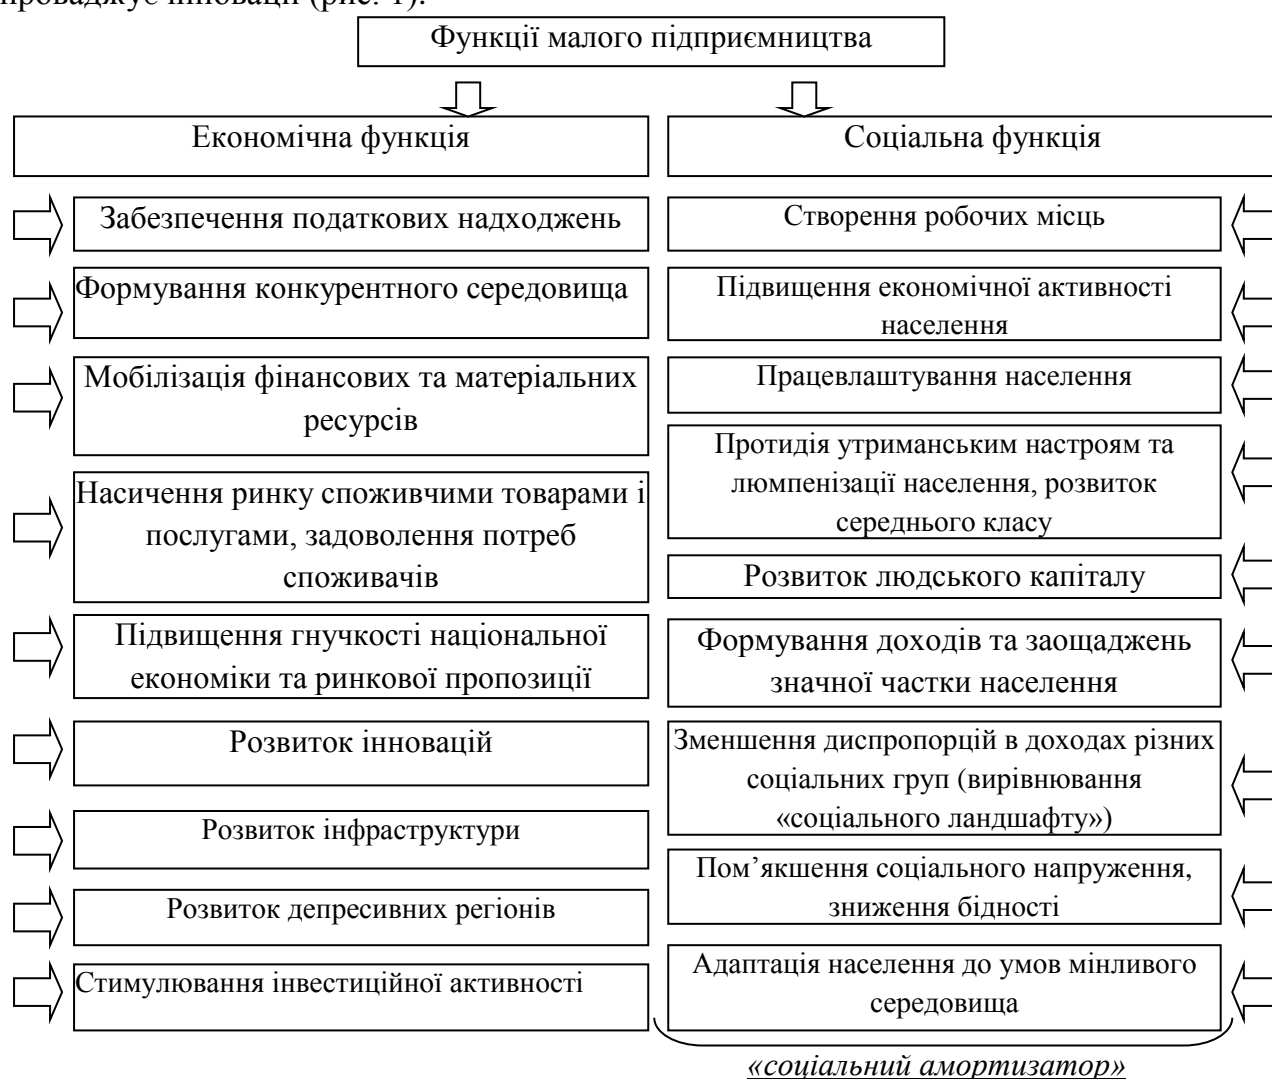 Функції малого підприємництва
Економічна функція
Забезпечення податкових надходжень
Формування конкурентного середовища
Мобілізація фінансових та матеріальних
ресурсів
Насичення ринку споживчими товарами і
послугами, задоволення потреб
споживачів
Підвищення гнучкості національної
економіки та ринкової пропозиції
Розвиток інновацій
Розвиток інфраструктури
Розвиток депресивних регіонів
Стимулювання інвестиційної активності
Соціальна функція
Створення робочих місць
Підвищення економічної активності
населення
Працевлаштування населення
Протидія утриманським настроям та
люмпенізації населення, розвиток
середнього класу
Розвиток людського капіталу
Формування доходів та заощаджень
значної частки населення
Зменшення диспропорцій в доходах різних
соціальних груп (вирівнювання
«соціального ландшафту»)
Пом’якшення соціального напруження,
зниження бідності
Адаптація населення до умов мінливого
середовища
«соціальний амортизатор»